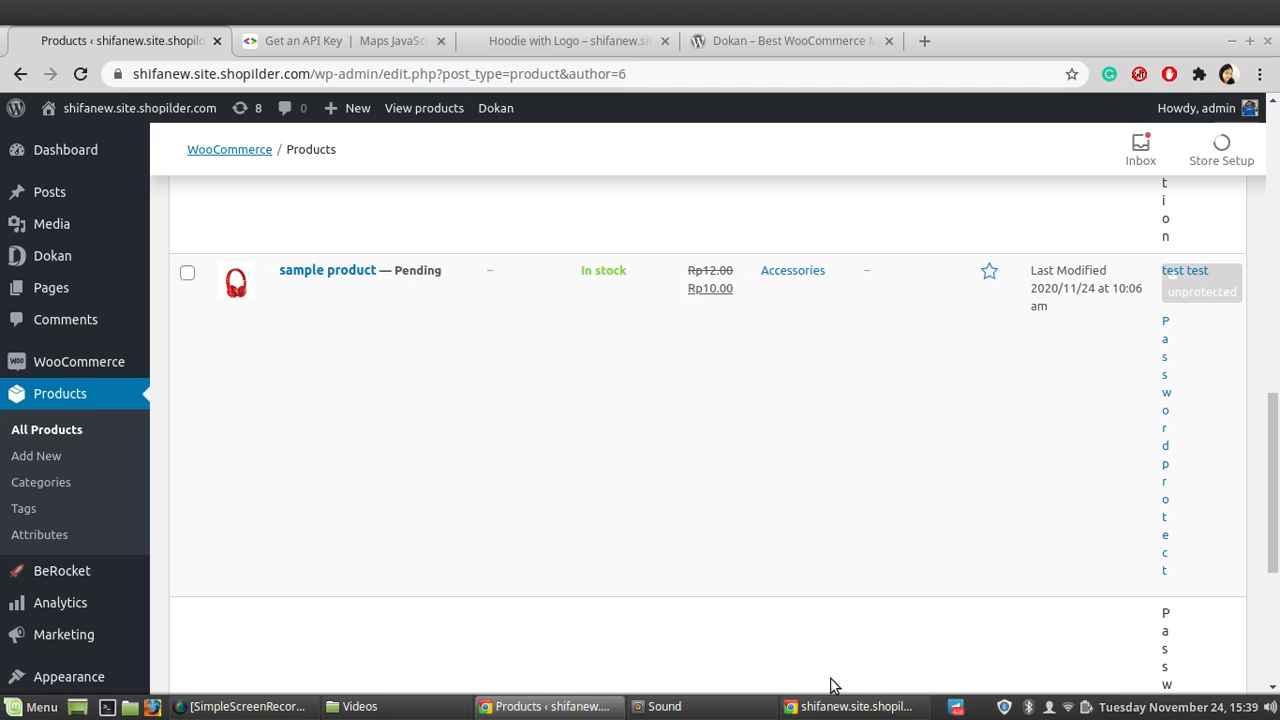 Products ‹ shifanew.site.shopild
Get an API Key | Maps JavaSc
Hoodie with Logo – shifanew.sit
Dokan – Best WooCommerce M
shifanew.site.shopilder.com/wp-admin/edit.php?post_type=product&author=6
shifanew.site.shopilder.com 8 0 New View products Dokan Howdy, admin
WooCommerce / Products
Inbox
Store Setup
Dashboard
Posts
Media
Dokan
Pages
Comments
WooCommerce
Products
All Products
Add New
Categories
Tags
Attributes
BeRocket
Analytics
Marketing
Appearance
t
i
o
n
sample product — Pending
–
In stock
Rp12.00
Rp10.00
Accessories
–
Last Modified
2020/11/24 at 10:06
am
test test
unprotected
P
a
s
s
w
o
r
d
p
r
o
t
e
c
t
P
a
s
s
w
Menu [SimpleScreenRecor... Videos Products ‹ shifanew.... Sound shifanew.site.shopil... Tuesday November 24, 15:39